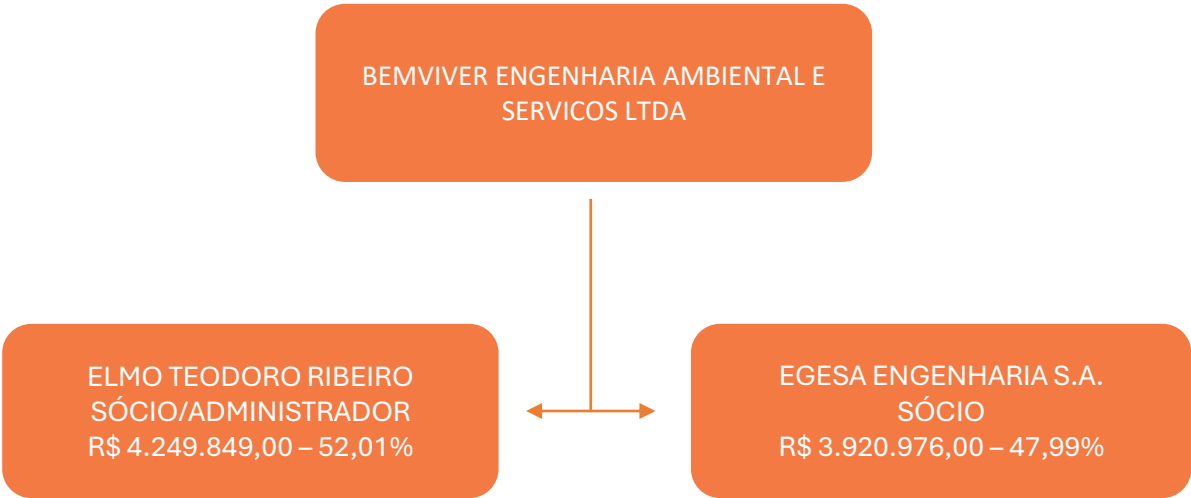 BEMVIVER ENGENHARIA AMBIENTAL E
SERVICOS LTDA
ELMO TEODORO RIBEIRO
SÓCIO/ADMINISTRADOR
R$ 4.249.849,00 – 52,01%
EGESA ENGENHARIA S.A.
SÓCIO
R$ 3.920.976,00 – 47,99%